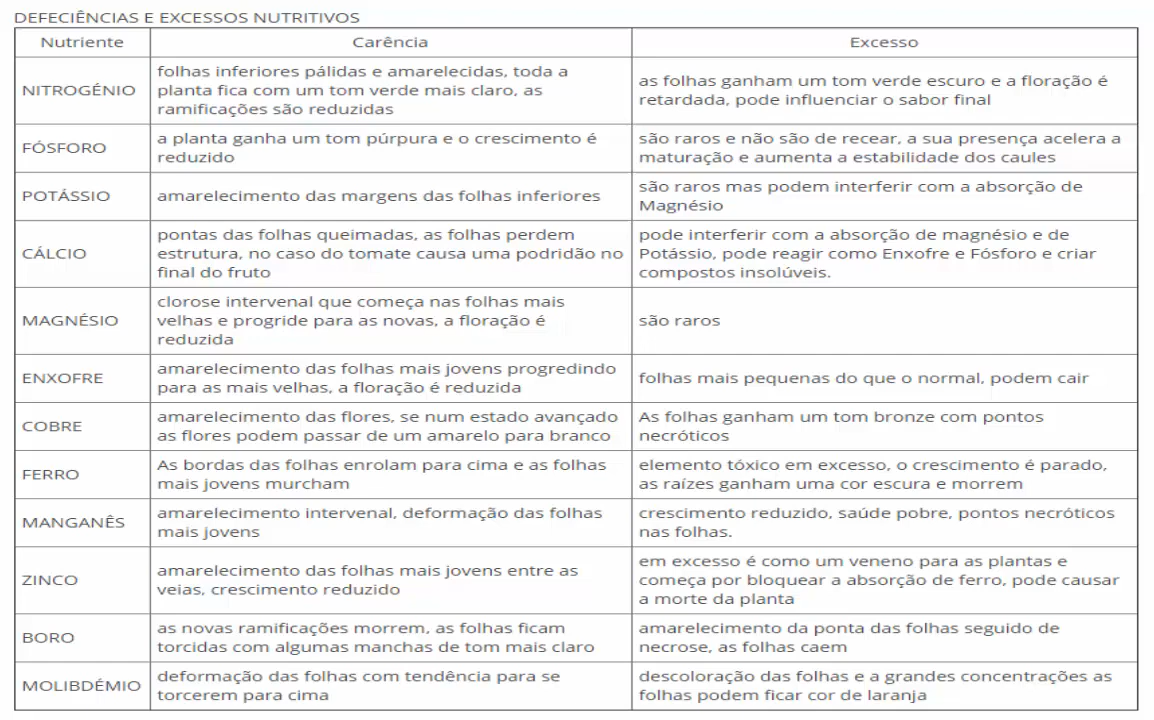 DEFECIÊNCIAS E EXCESSOS NUTRITIVOS
Nutriente
Carência
Excesso
NITROGÉNIO
folhas inferiores pálidas e amarelecidas, toda a
planta fica com um tom verde mais claro, as
ramificações são reduzidas
as folhas ganham um tom verde escuro e a floração é
retardada, pode influenciar o sabor final
FÓSFORO
a planta ganha um tom púrpura e o crescimento é
reduzido
são raros e não são de recear, a sua presença acelera a
maturação e aumenta a estabilidade dos caules
POTÁSSIO
amarelecimento das margens das folhas inferiores
são raros mas podem interferir com a absorção de
Magnésio
CÁLCIO
pontas das folhas queimadas, as folhas perdem
estrutura, no caso do tomate causa uma podridão no
final do fruto
pode interferir com a absorção de magnésio e de
Potássio, pode reagir como Enxofre e Fósforo e criar
compostos insolúveis.
MAGNÉSIO
clorose intervenal que começa nas folhas mais
velhas e progride para as novas, a floração é
reduzida
são raros
ENXOFRE
amarelecimento das folhas mais jovens progredindo
para as mais velhas, a floração é reduzida
folhas mais pequenas do que o normal, podem cair
COBRE
amarelecimento das flores, se num estado avançado
as flores podem passar de um amarelo para branco
As folhas ganham um tom bronze com pontos
necróticos
FERRO
As bordas das folhas enrolam para cima e as folhas
mais jovens murcham
elemento tóxico em excesso, o crescimento é parado,
as raízes ganham uma cor escura e morrem
MANGANÊS
amarelecimento intervenal, deformação das folhas
mais jovens
crescimento reduzido, saúde pobre, pontos necróticos
nas folhas.
ZINCO
amarelecimento das folhas mais jovens entre as
veias, crescimento reduzido
em excesso é como um veneno para as plantas e
começa por bloquear a absorção de ferro, pode causar
a morte da planta
BORO
as novas ramificações morrem, as folhas ficam
torcidas com algumas manchas de tom mais claro
amarelecimento da ponta das folhas seguido de
necrose, as folhas caem
MOLIBDÉMIO
deformação das folhas com tendência para se
torcerem para cima
descoloração das folhas e a grandes concentrações as
folhas podem ficar cor de laranja